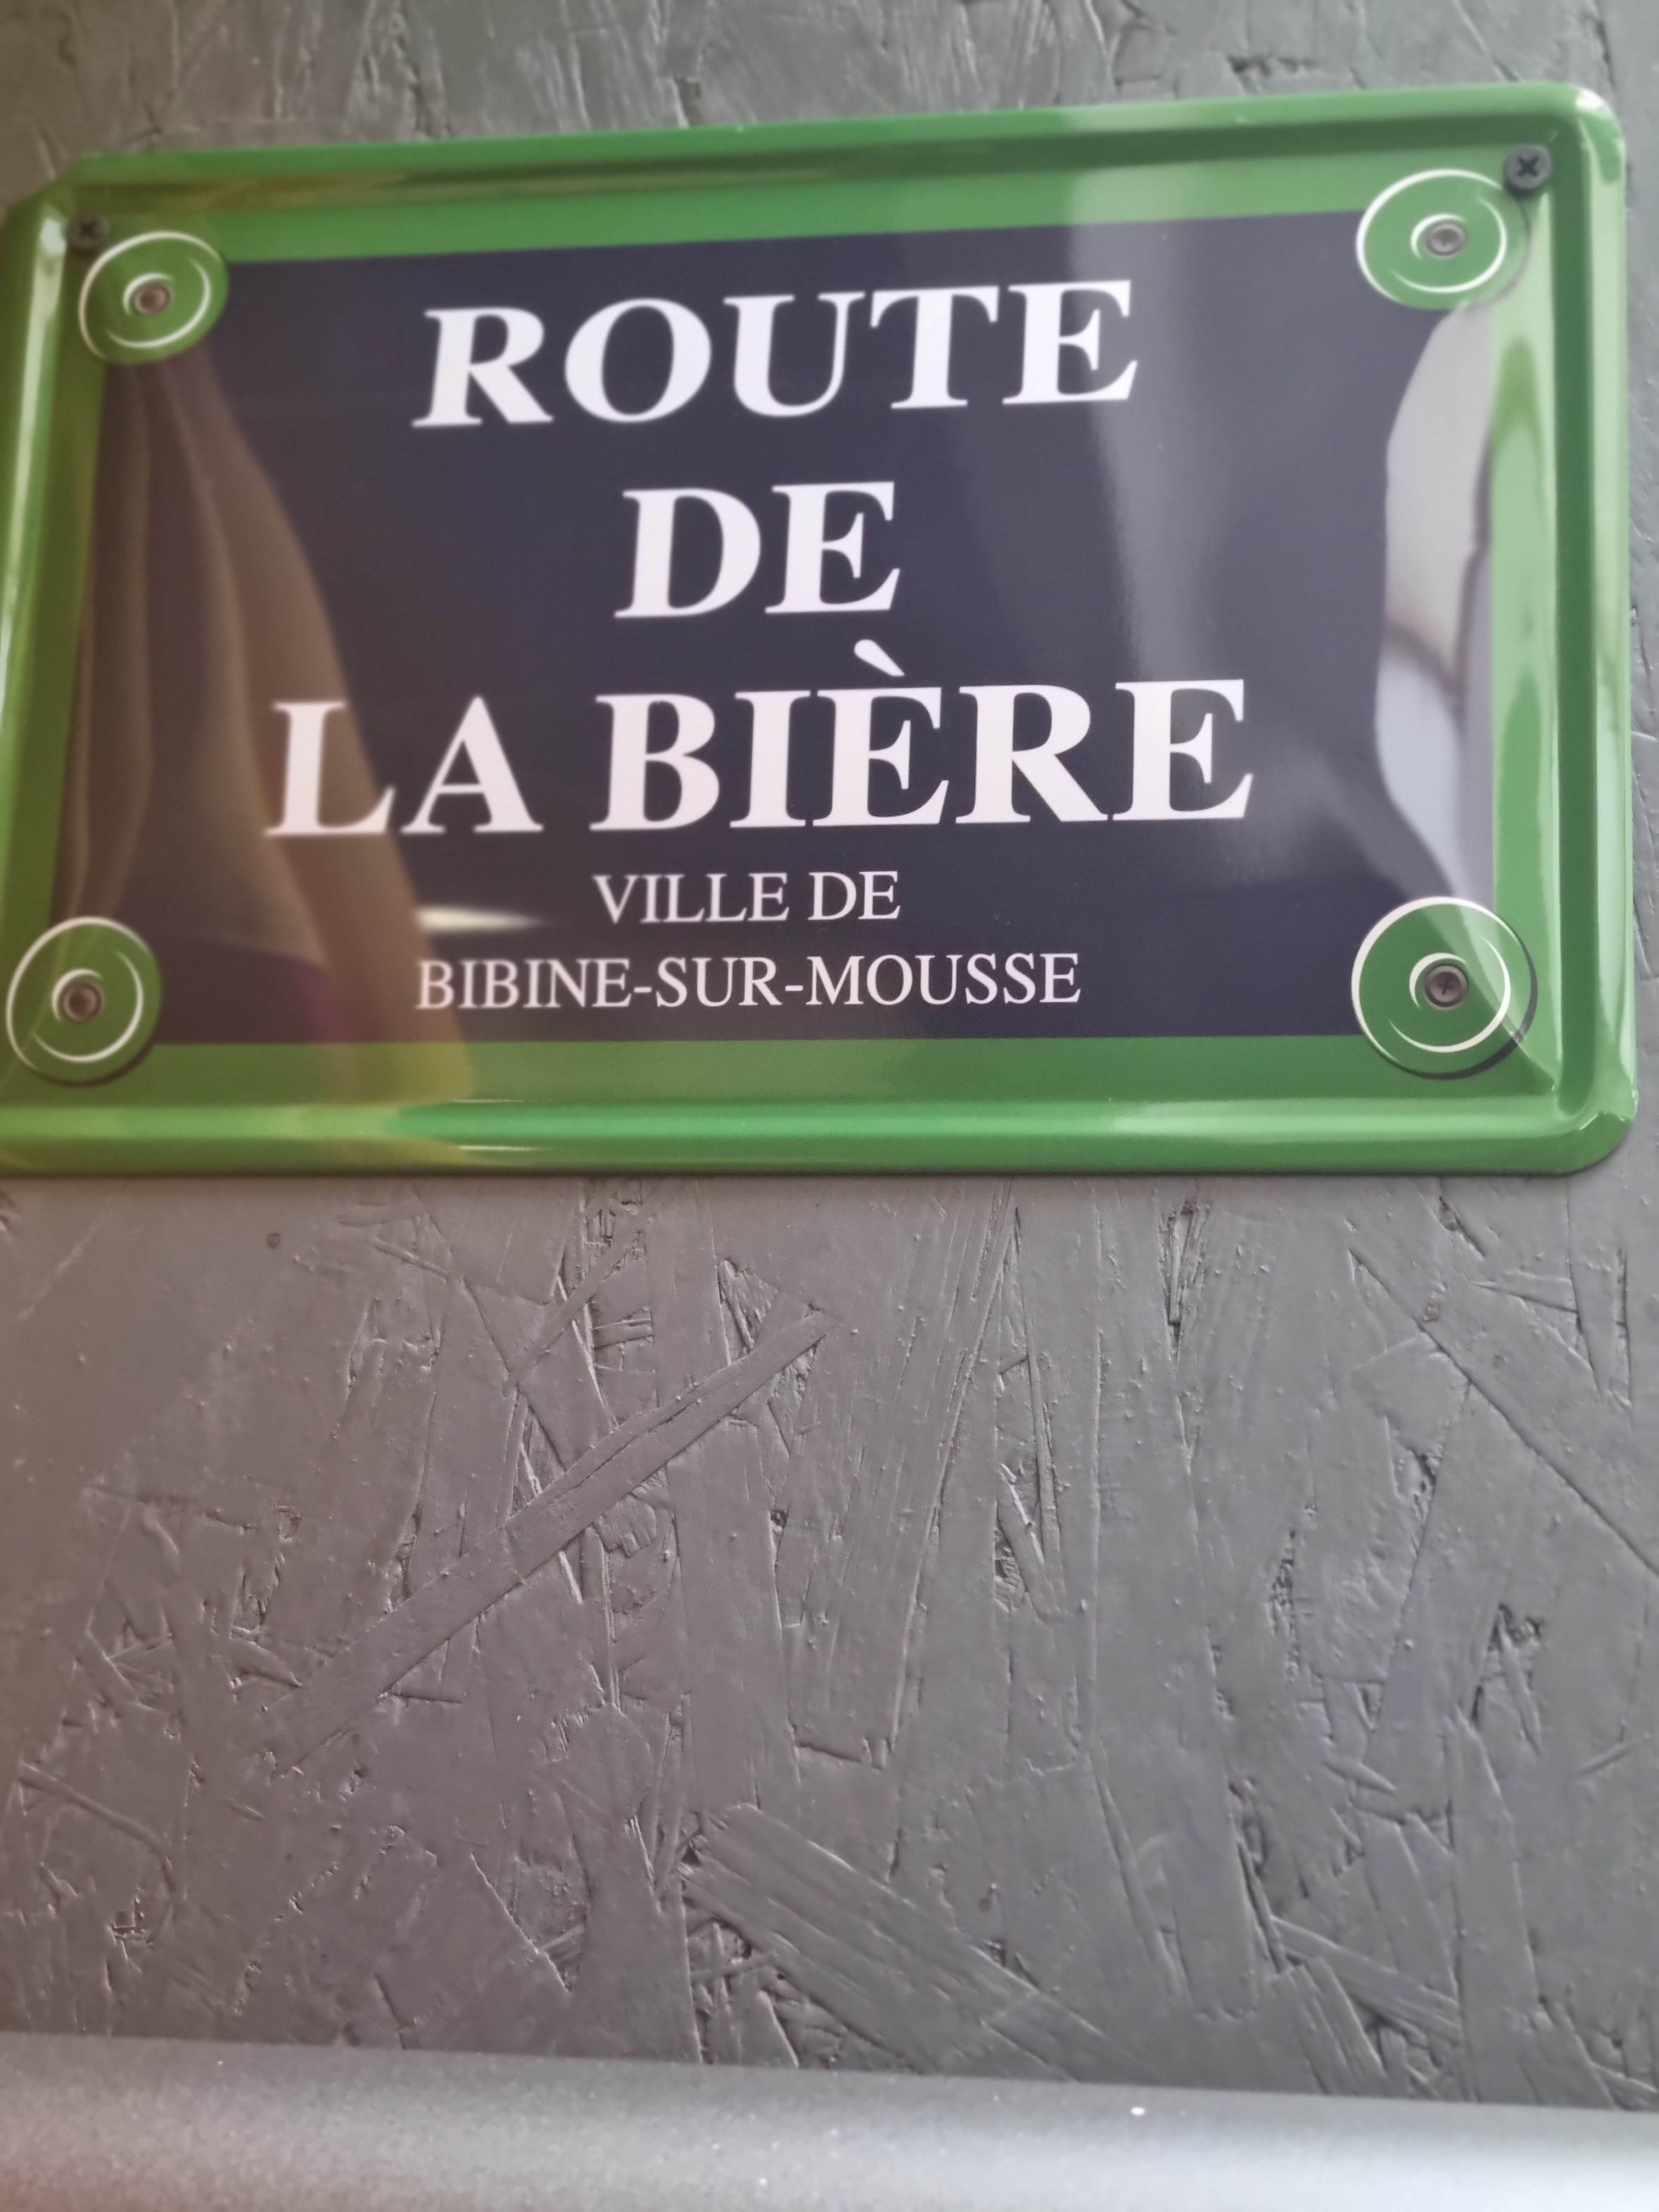 ROUTE
DE
LA BIÈRE
VILLE DE
BIBINE-SUR-MOUSSE